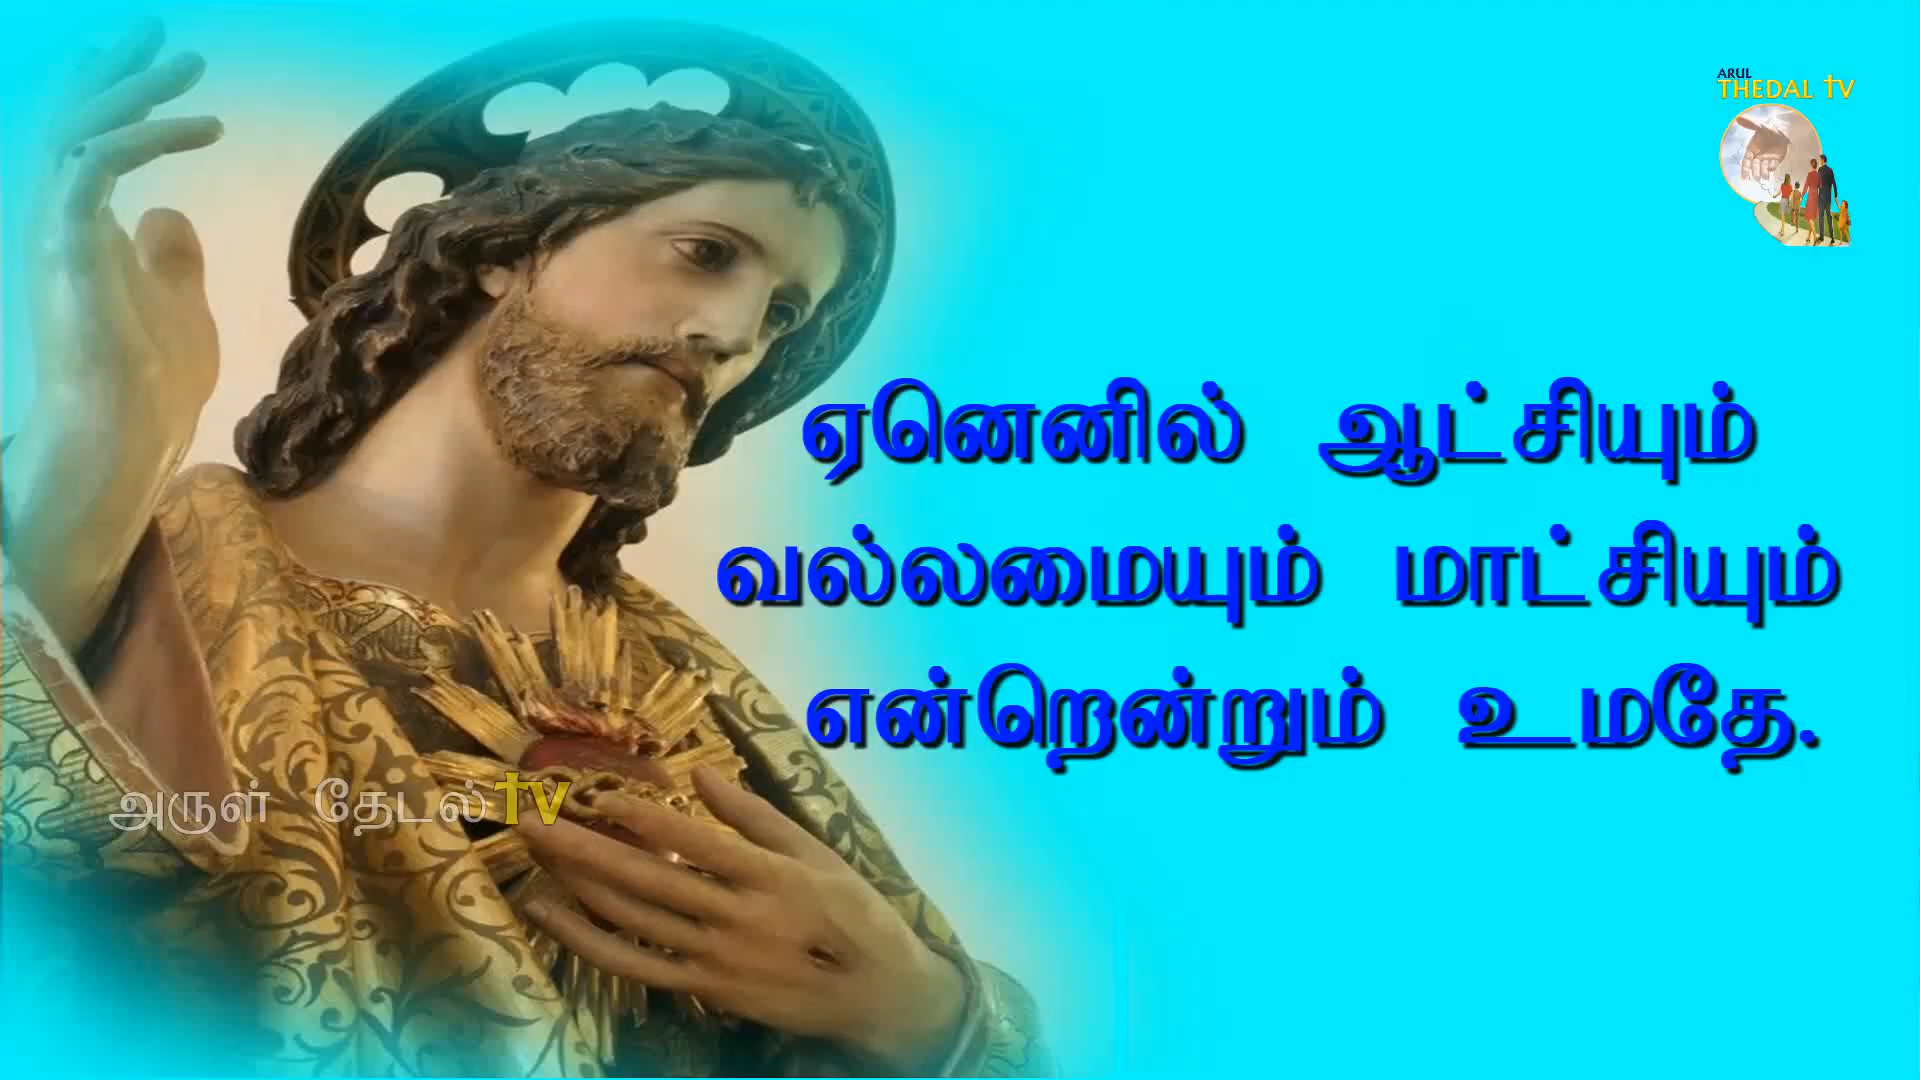 ARUL
THEDAL TV
ஏனெனில் ஆட்சியும்
வல்லமையும் மாட்சியும்
என்றென்றும் உமதே.
அருள் தேடல் TV